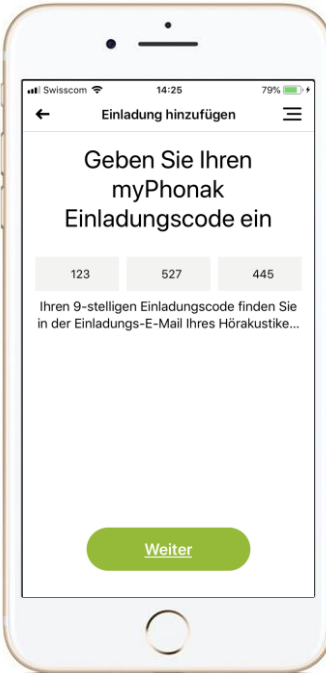 Swisscom 14:25 79%
Einladung hinzufügen
Geben Sie Ihren
myPhonak
Einladungscode ein
123 527 445
Ihren 9-stelligen Einladungscode finden Sie
in der Einladungs-E-Mail Ihres Hörakustike...
Weiter